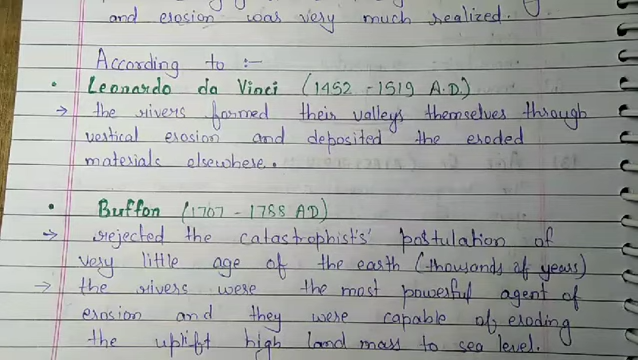 and erosion was very much realized.
According to :-
• Leonardo da Vinci (1452 - 1519 A.D.)
→ the rivers formed their valleys themselves through
vertical erosion and deposited the eroded
materials elsewhere.
• Buffon (1707 - 1788 AD)
→ rejected the catastrophist's' postulation of
very little age of the earth (thousands of years)
→ the rivers were the most powerful agent of
erosion and they were capable of eroding
the uplift high land mass to sea level.